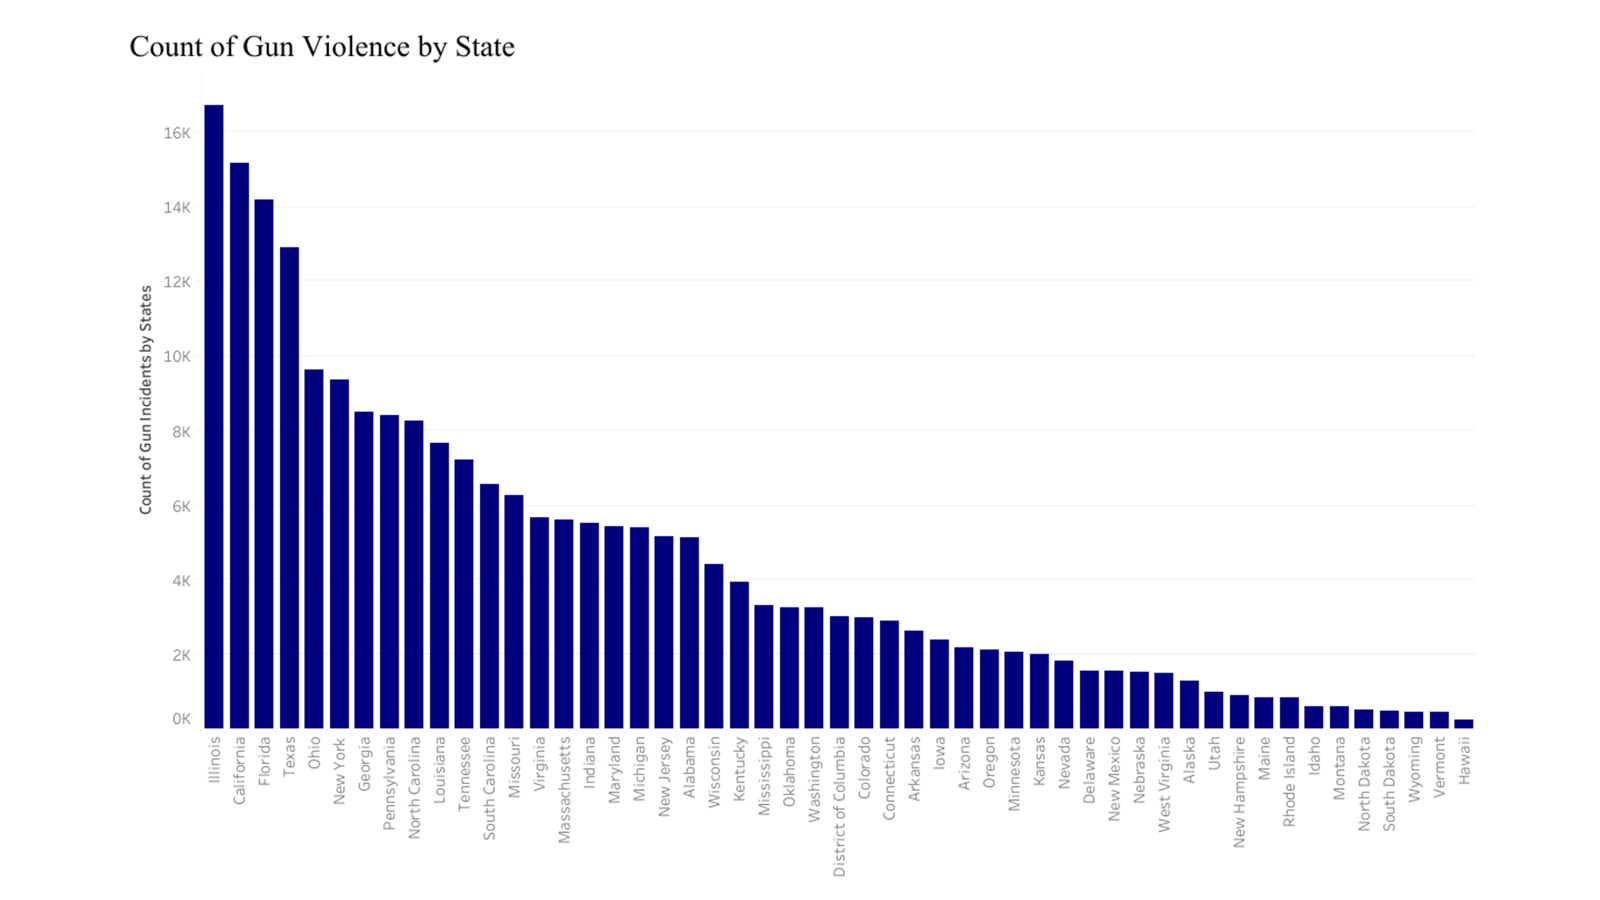 Count of Gun Violence by State
Count of Gun Incidents by States
16K
14K
12K
10K
8K
6K
4K
2K
0K
Illinois
California
Florida
Texas
Ohio
New York
Georgia
Pennsylvania
North Carolina
Louisiana
Tennessee
South Carolina
Missouri
Virginia
Massachusetts
Indiana
Maryland
Michigan
New Jersey
Alabama
Wisconsin
Kentucky
Mississippi
Oklahoma
Washington
District of Columbia
Colorado
Connecticut
Arkansas
Iowa
Arizona
Oregon
Minnesota
Kansas
Nevada
Delaware
New Mexico
Nebraska
West Virginia
Alaska
Utah
New Hampshire
Maine
Rhode Island
Idaho
Montana
North Dakota
South Dakota
Wyoming
Vermont
Hawaii